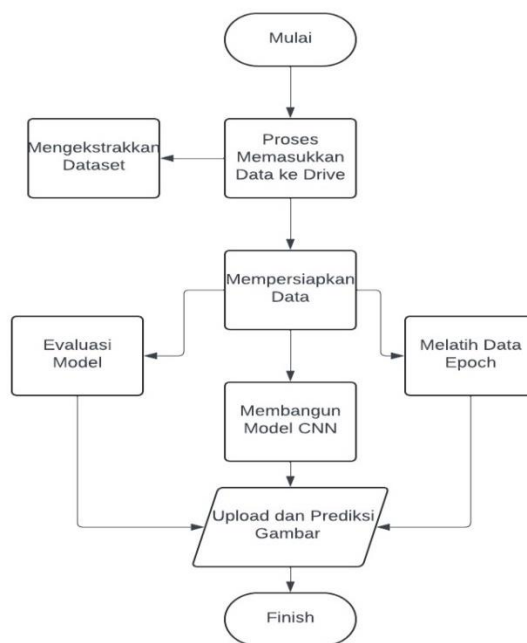 Mulai
Mengekstrakkan
Dataset
Proses
Memasukkan
Data ke Drive
Mempersiapkan
Data
Evaluasi
Model
Melatih Data
Epoch
Membangun
Model CNN
Upload dan Prediksi
Gambar
Finish